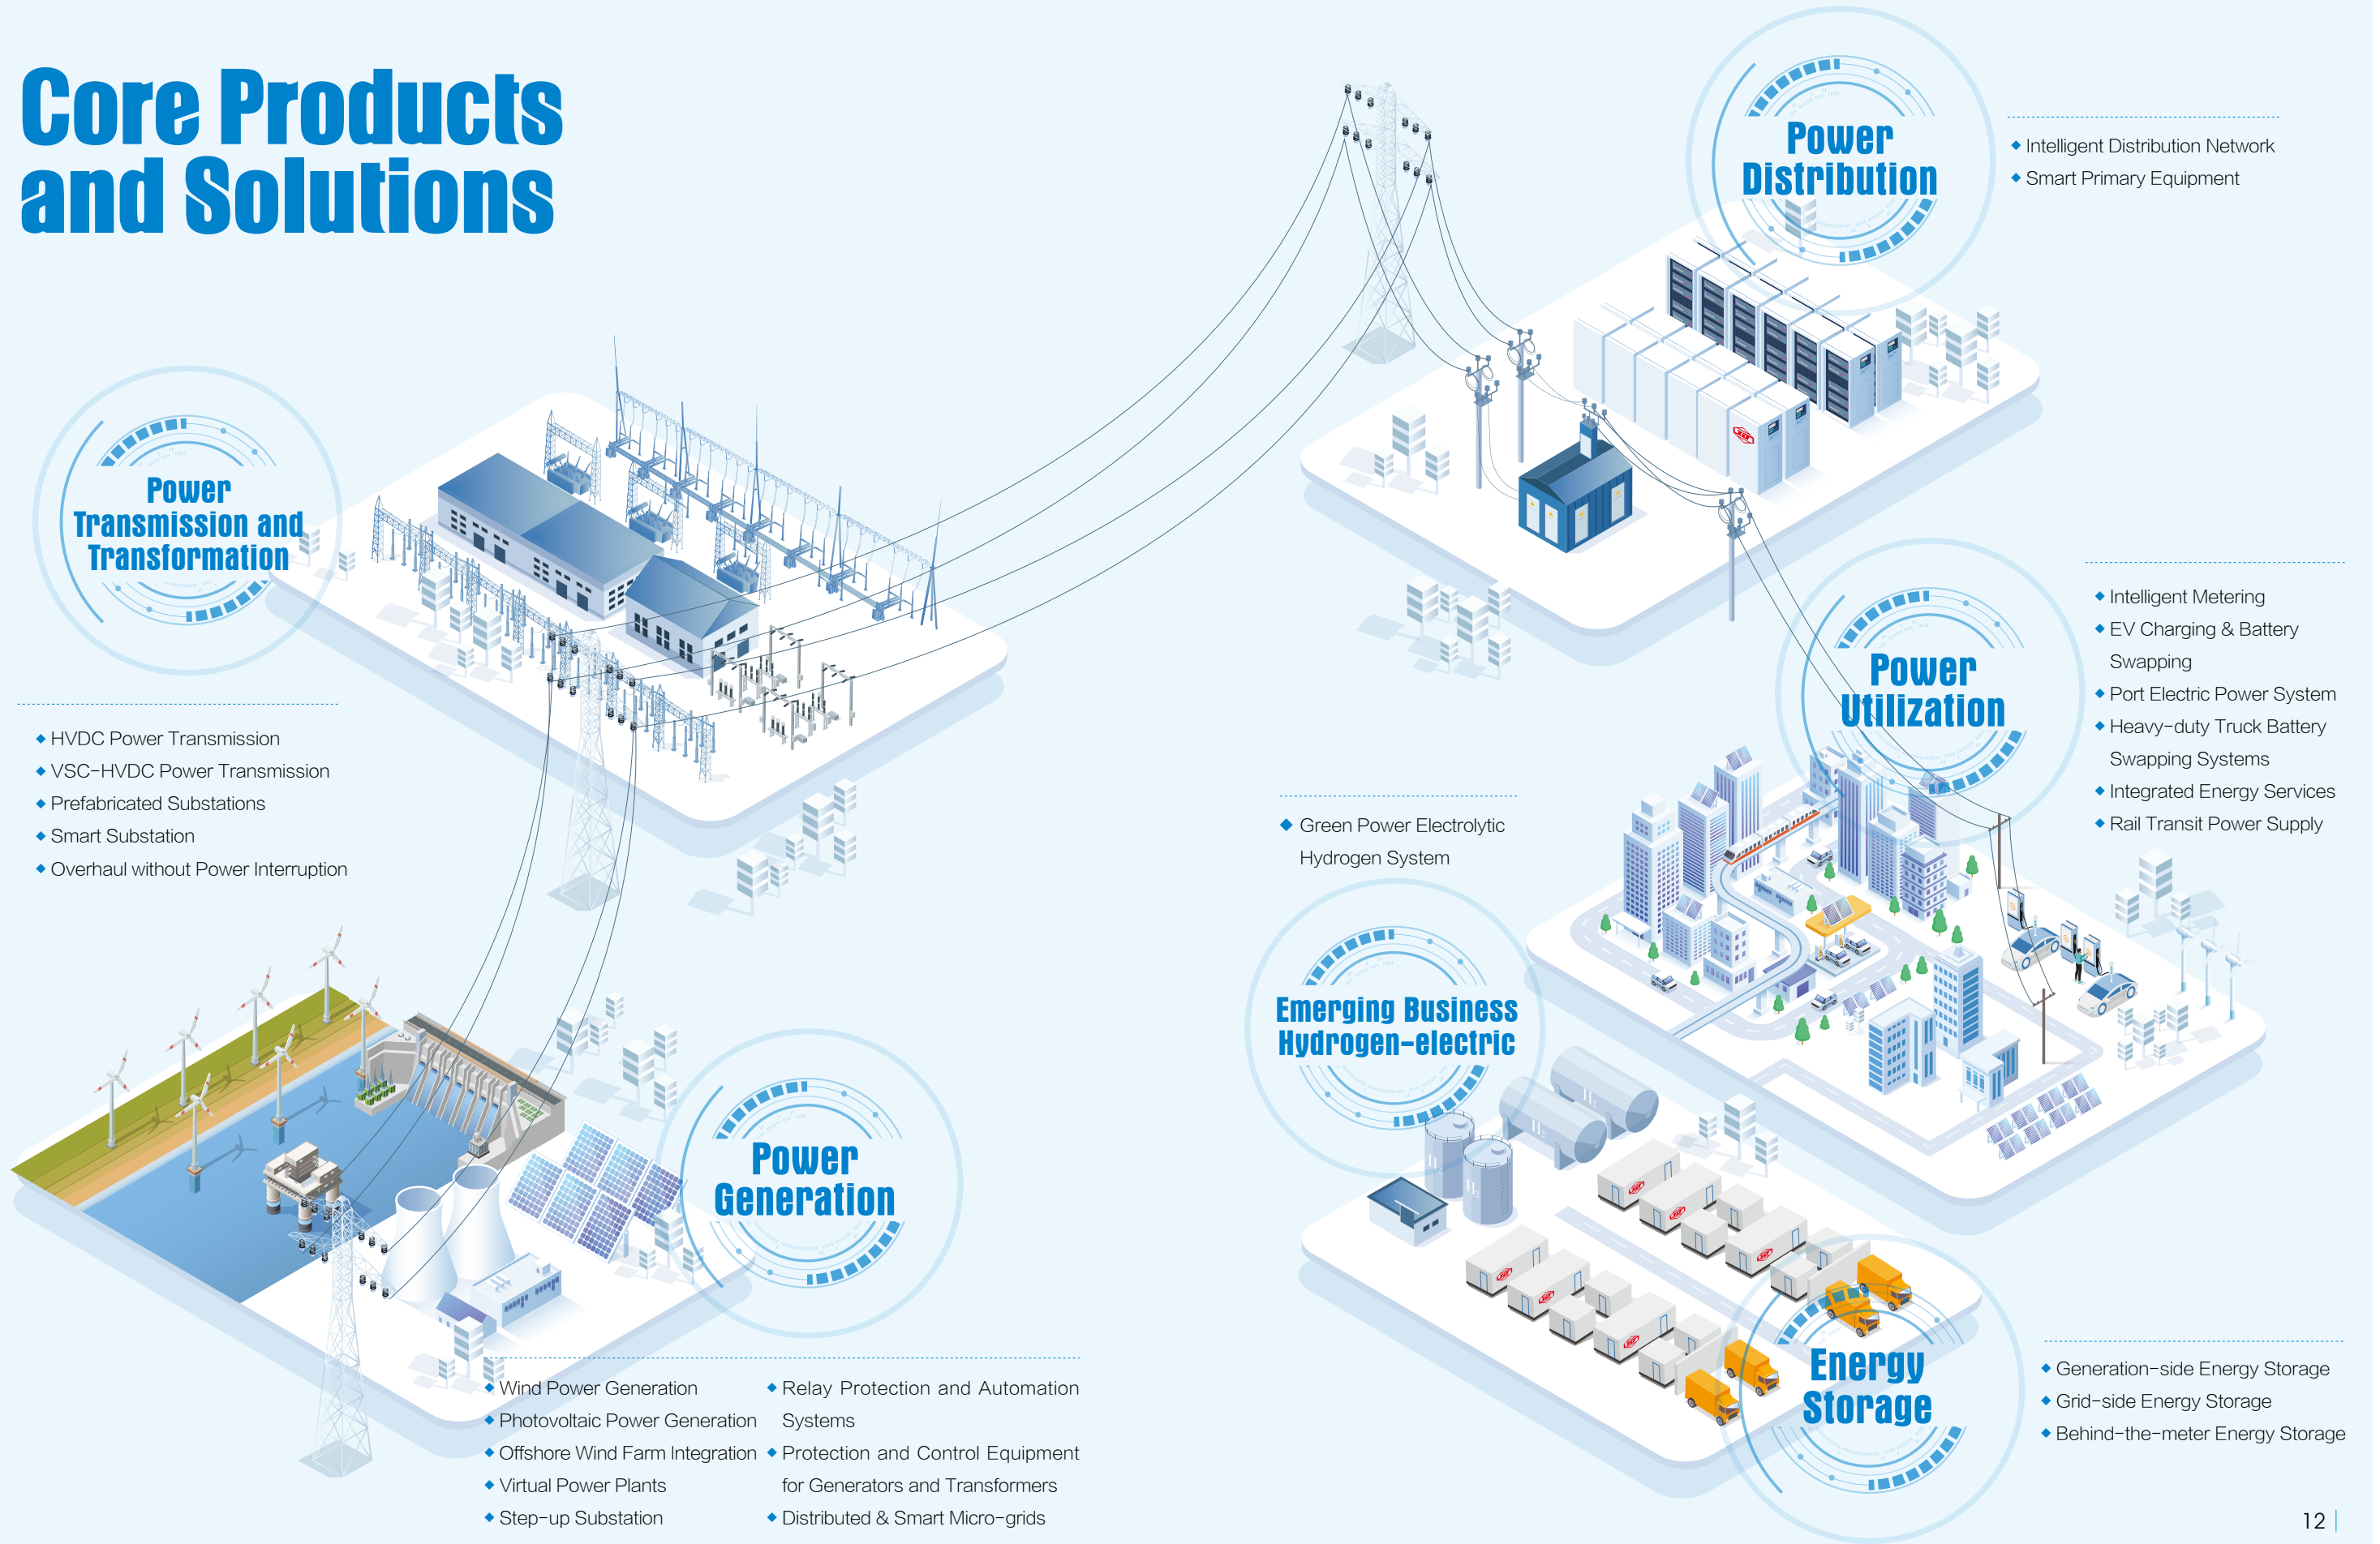 Core Products
and Solutions
Power
Distribution
◆ Intelligent Distribution Network
◆ Smart Primary Equipment
Power
Transmission and
Transformation
◆ HVDC Power Transmission
◆ VSC-HVDC Power Transmission
◆ Prefabricated Substations
◆ Smart Substation
◆ Overhaul without Power Interruption
Power
Utilization
◆ Intelligent Metering
◆ EV Charging & Battery
Swapping
◆ Port Electric Power System
◆ Heavy-duty Truck Battery
Swapping Systems
◆ Integrated Energy Services
◆ Rail Transit Power Supply
◆ Green Power Electrolytic
Hydrogen System
Emerging Business
Hydrogen-electric
H₂
H₂
H₂
Power
Generation
◆ Wind Power Generation
◆ Photovoltaic Power Generation
◆ Offshore Wind Farm Integration
◆ Virtual Power Plants
◆ Step-up Substation
◆ Relay Protection and Automation
Systems
◆ Protection and Control Equipment
for Generators and Transformers
◆ Distributed & Smart Micro-grids
Energy
Storage
◆ Generation-side Energy Storage
◆ Grid-side Energy Storage
◆ Behind-the-meter Energy Storage
12